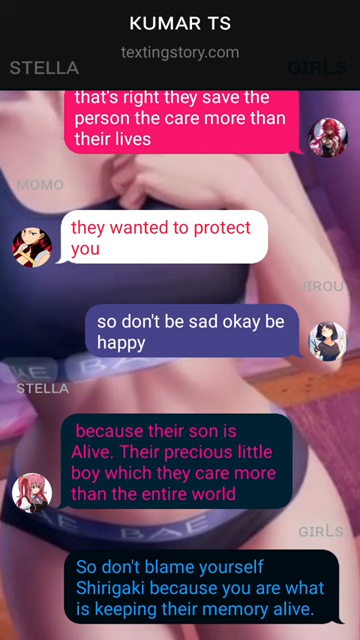 KUMAR TS
textingstory.com
STELLA
GIRLS
that's right they save the
person the care more than
their lives
MOMO
they wanted to protect
you
JIROU
so don't be sad okay be
happy
BAE
STELLA
because their son is
Alive. Their precious little
boy which they care more
than the entire world
AE
BAE
GIRLS
So don't blame yourself
Shirigaki because you are what
is keeping their memory alive.